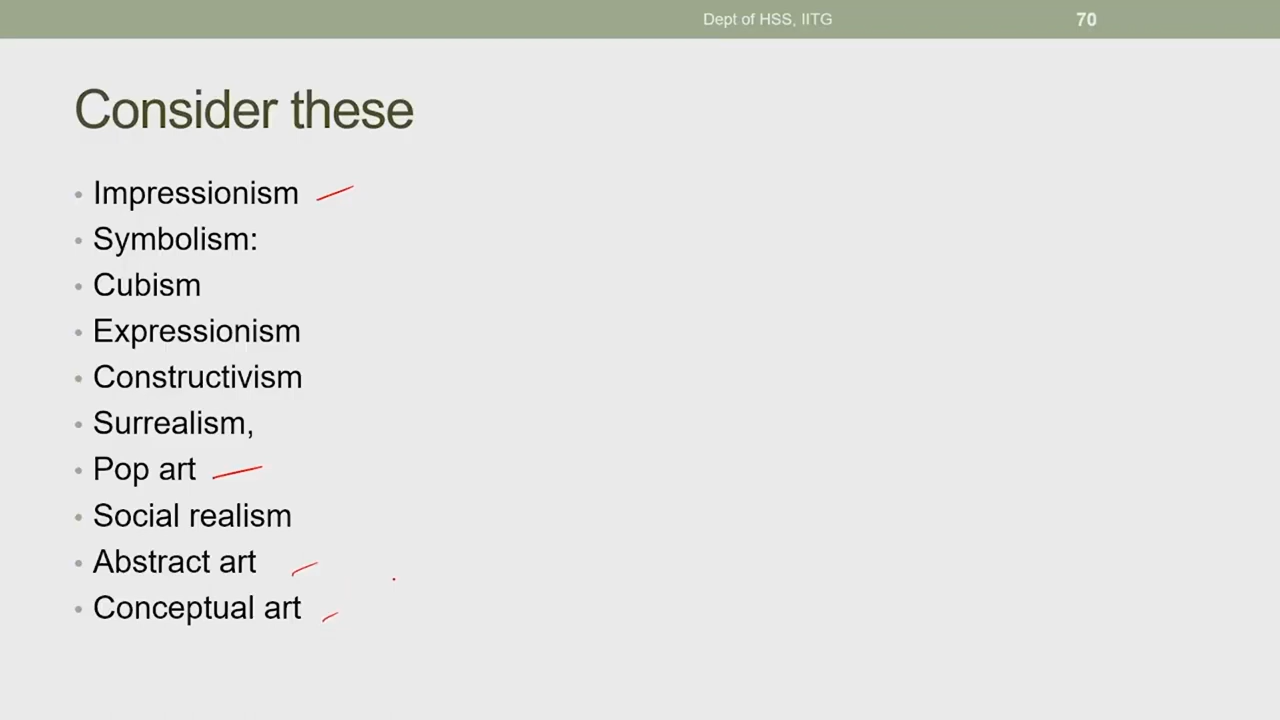 Dept of HSS, IITG 70
Consider these
• Impressionism
• Symbolism:
• Cubism
• Expressionism
• Constructivism
• Surrealism,
• Pop art
• Social realism
• Abstract art
• Conceptual art